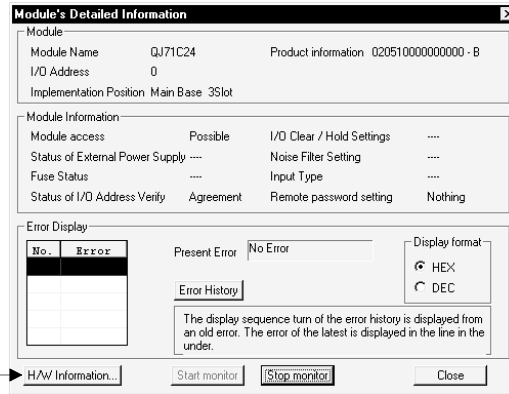 Module's Detailed Information
Module
Module Name QJ71C24 Product information 020510000000000 - B
I/O Address 0
Implementation Position Main Base 3Slot
Module Information
Module access Possible I/O Clear / Hold Settings ----
Status of External Power Supply ---- Noise Filter Setting ----
Fuse Status ---- Input Type ----
Status of I/O Address Verify Agreement Remote password setting Nothing
Error Display
No. Error Present Error No Error Display format
HEX
DEC
Error History
The display sequence turn of the error history is displayed from
an old error. The error of the latest is displayed in the line in the
under.
H/W Information... Start monitor Stop monitor Close